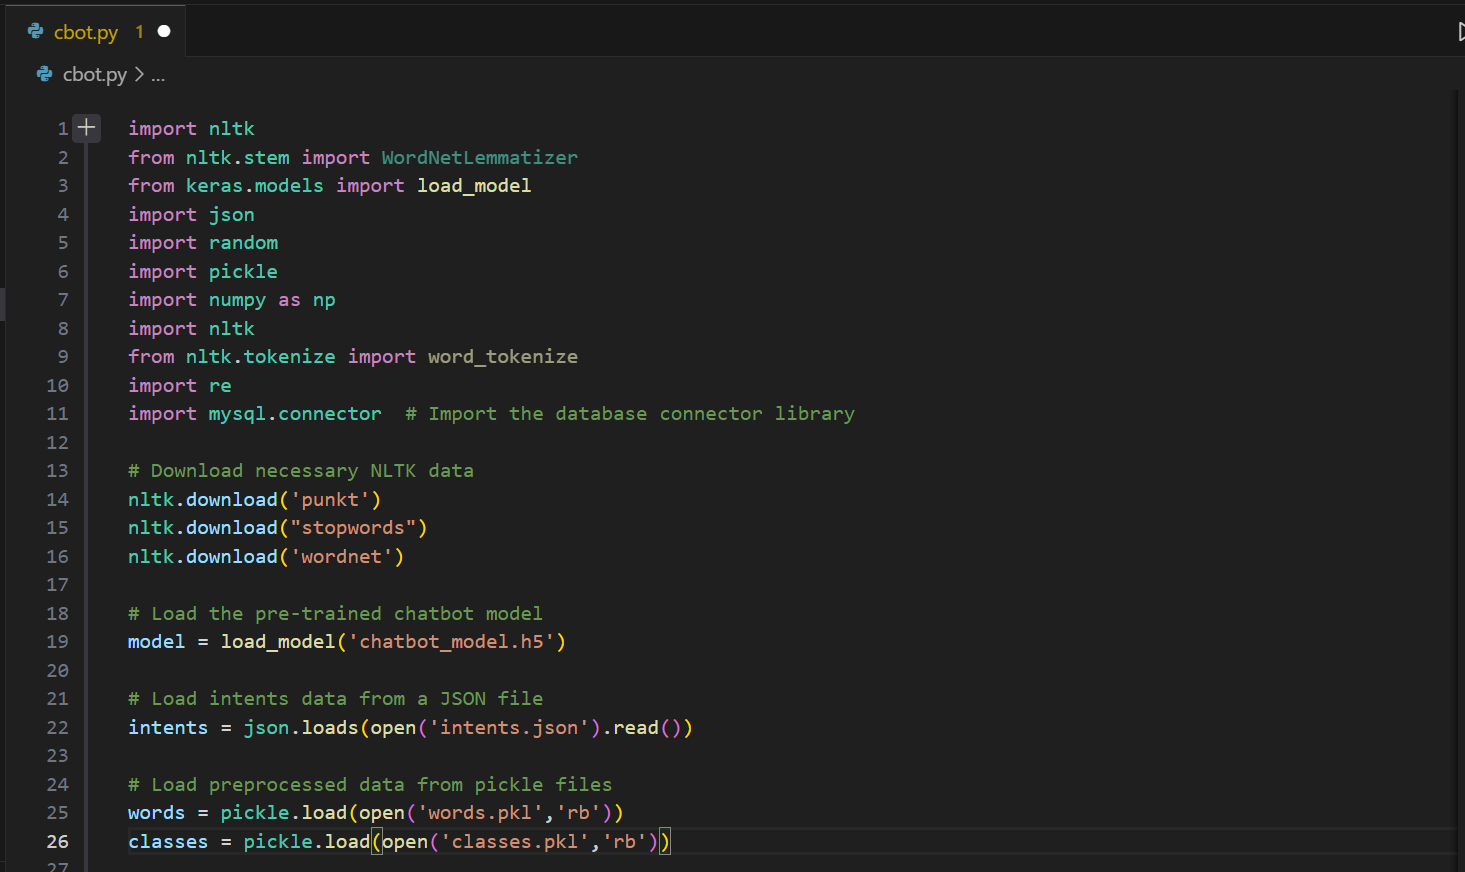 cbot.py 1
cbot.py > ...
1 import nltk
2 from nltk.stem import WordNetLemmatizer
3 from keras.models import load_model
4 import json
5 import random
6 import pickle
7 import numpy as np
8 import nltk
9 from nltk.tokenize import word_tokenize
10 import re
11 import mysql.connector  # Import the database connector library
12
13 # Download necessary NLTK data
14 nltk.download('punkt')
15 nltk.download("stopwords")
16 nltk.download('wordnet')
17
18 # Load the pre-trained chatbot model
19 model = load_model('chatbot_model.h5')
20
21 # Load intents data from a JSON file
22 intents = json.loads(open('intents.json').read())
23
24 # Load preprocessed data from pickle files
25 words = pickle.load(open('words.pkl','rb'))
26 classes = pickle.load(open('classes.pkl','rb'))
27